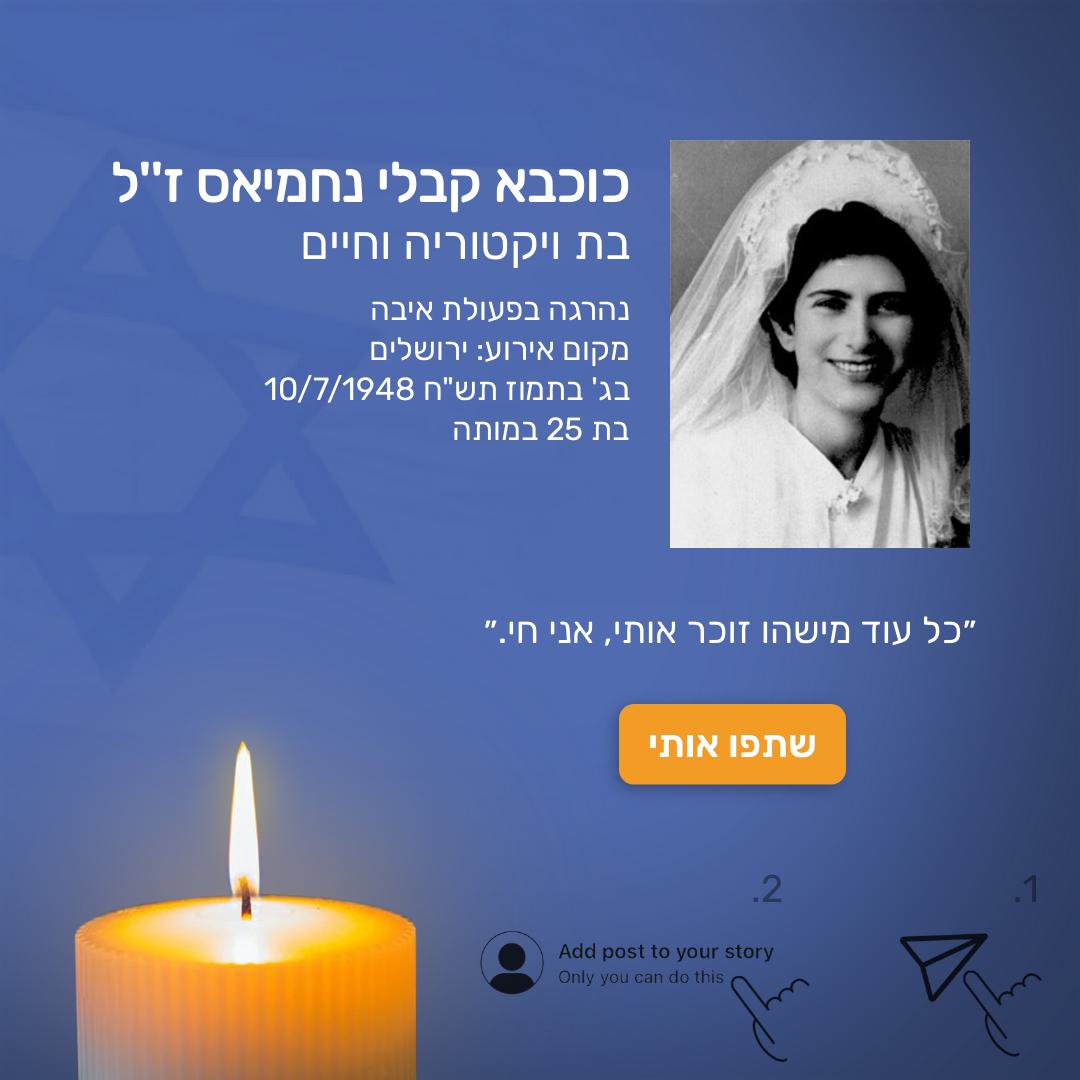 כוכבא קבלי נחמיאס ז"ל
בת ויקטוריה וחיים
נהרגה בפעולת איבה
מקום אירוע: ירושלים
בג' בתמוז תש"ח 10/7/1948
בת 25 במותה
״כל עוד מישהו זוכר אותי, אני חי.״
שתפו אותי
1.
2.
Add post to your story
Only you can do this